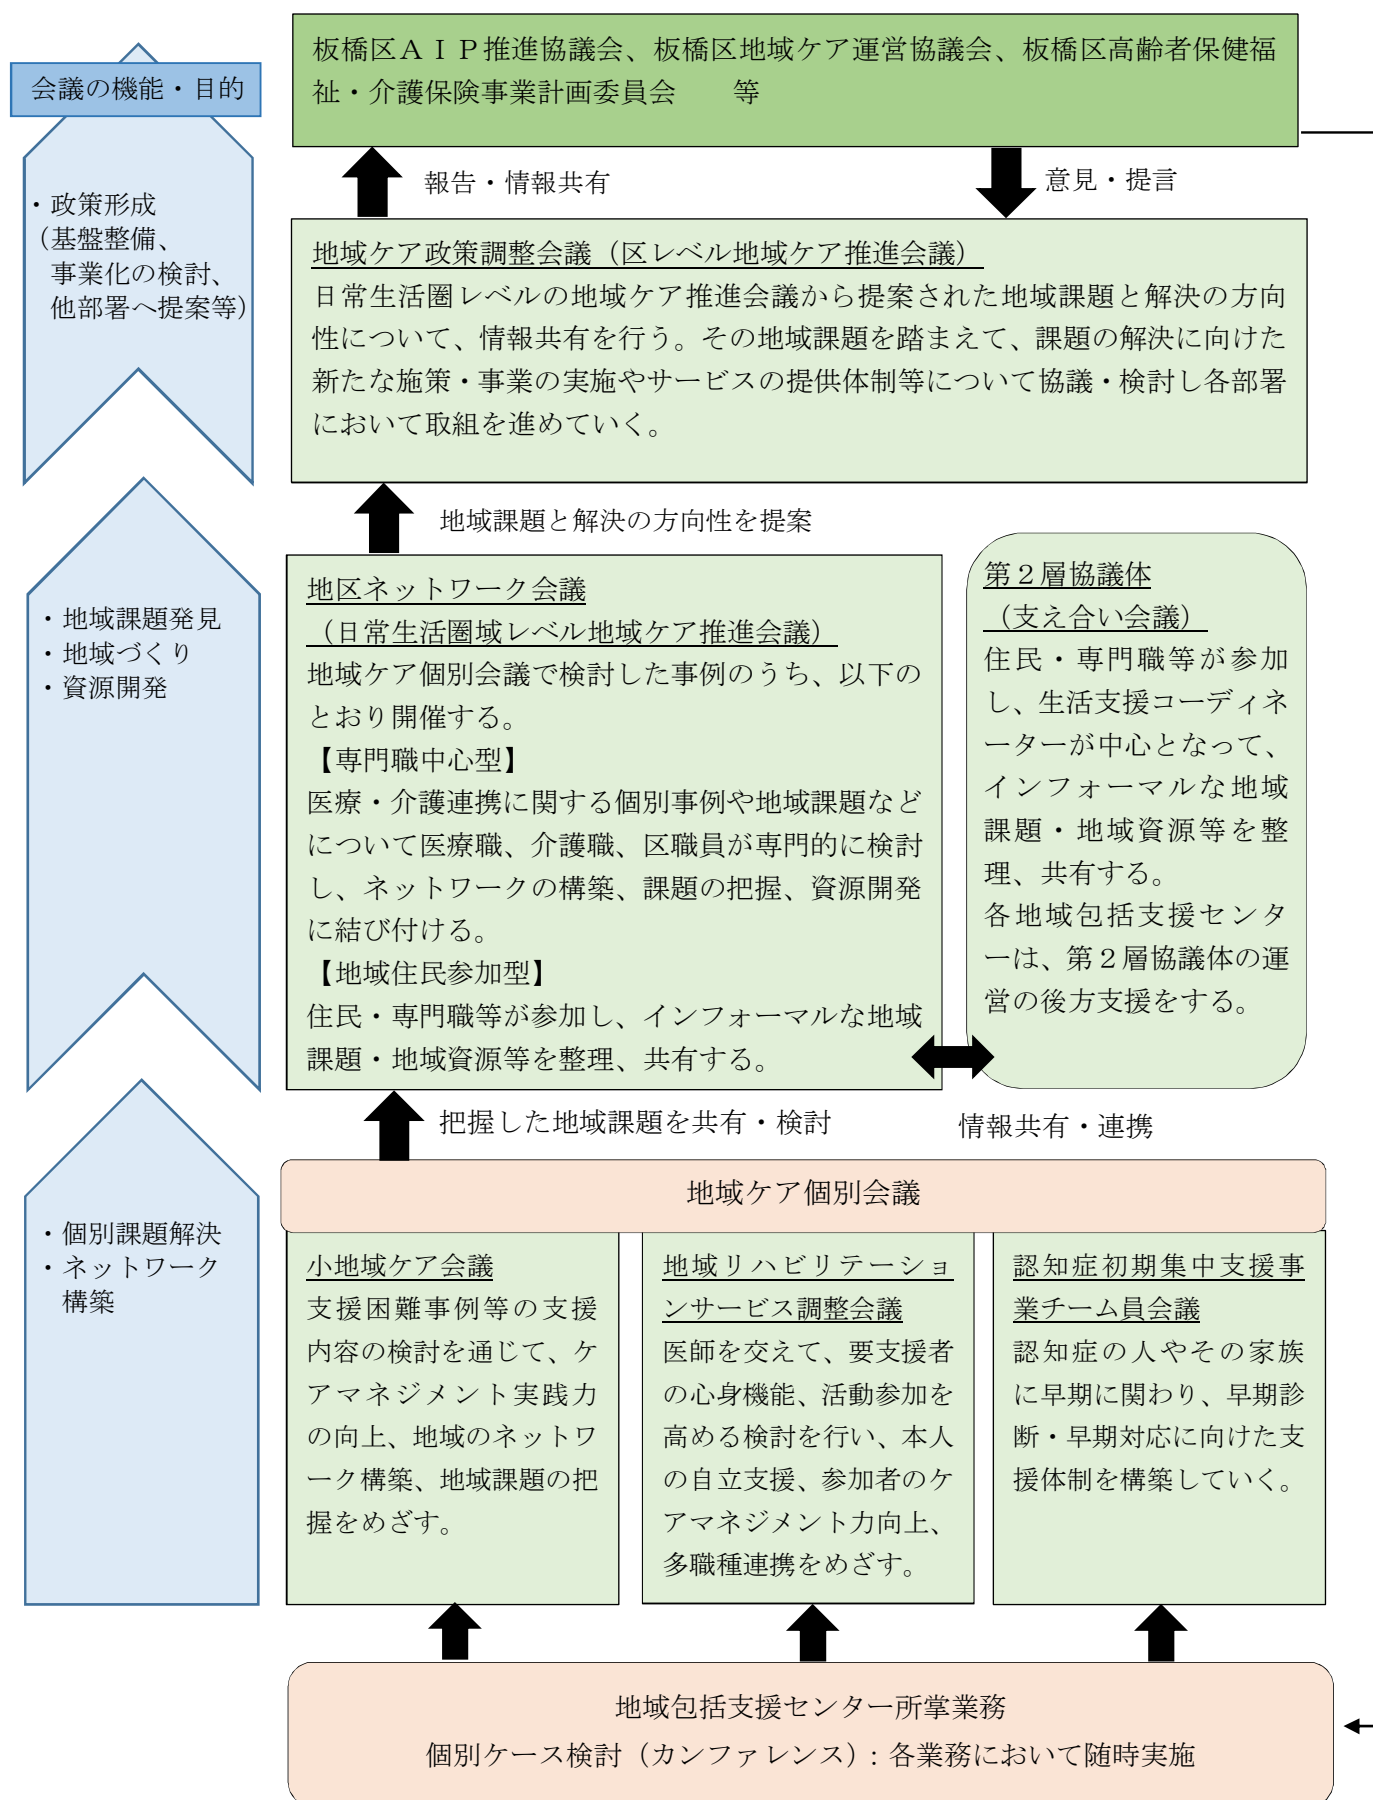 板橋区ＡＩＰ推進協議会、板橋区地域ケア運営協議会、板橋区高齢者保健福
祉・介護保険事業計画委員会　　等
会議の機能・目的
報告・情報共有
意見・提言
・政策形成
（基盤整備、
事業化の検討、
他部署へ提案等）
地域ケア政策調整会議（区レベル地域ケア推進会議）
日常生活圏レベルの地域ケア推進会議から提案された地域課題と解決の方向
性について、情報共有を行う。その地域課題を踏まえて、課題の解決に向けた
新たな施策・事業の実施やサービスの提供体制等について協議・検討し各部署
において取組を進めていく。
地域課題と解決の方向性を提案
・地域課題発見
・地域づくり
・資源開発
地区ネットワーク会議
（日常生活圏域レベル地域ケア推進会議）
地域ケア個別会議で検討した事例のうち、以下の
とおり開催する。
【専門職中心型】
医療・介護連携に関する個別事例や地域課題など
について医療職、介護職、区職員が専門的に検討
し、ネットワークの構築、課題の把握、資源開発
に結び付ける。
【地域住民参加型】
住民・専門職等が参加し、インフォーマルな地域
課題・地域資源等を整理、共有する。
第２層協議体
（支え合い会議）
住民・専門職等が参加
し、生活支援コーディネ
ーターが中心となって、
インフォーマルな地域
課題・地域資源等を整
理、共有する。
各地域包括支援センタ
ーは、第２層協議体の運
営の後方支援をする。
把握した地域課題を共有・検討
情報共有・連携
地域ケア個別会議
・個別課題解決
・ネットワーク
構築
小地域ケア会議
支援困難事例等の支援
内容の検討を通じて、ケ
アマネジメント実践力
の向上、地域のネットワ
ーク構築、地域課題の把
握をめざす。
地域リハビリテーショ
ンサービス調整会議
医師を交えて、要支援者
の心身機能、活動参加を
高める検討を行い、本人
の自立支援、参加者のケ
アマネジメント力向上、
多職種連携をめざす。
認知症初期集中支援事
業チーム員会議
認知症の人やその家族
に早期に関わり、早期診
断・早期対応に向けた支
援体制を構築していく。
地域包括支援センター所掌業務
個別ケース検討（カンファレンス）：各業務において随時実施